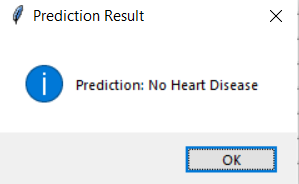 Prediction Result
Prediction: No Heart Disease
OK